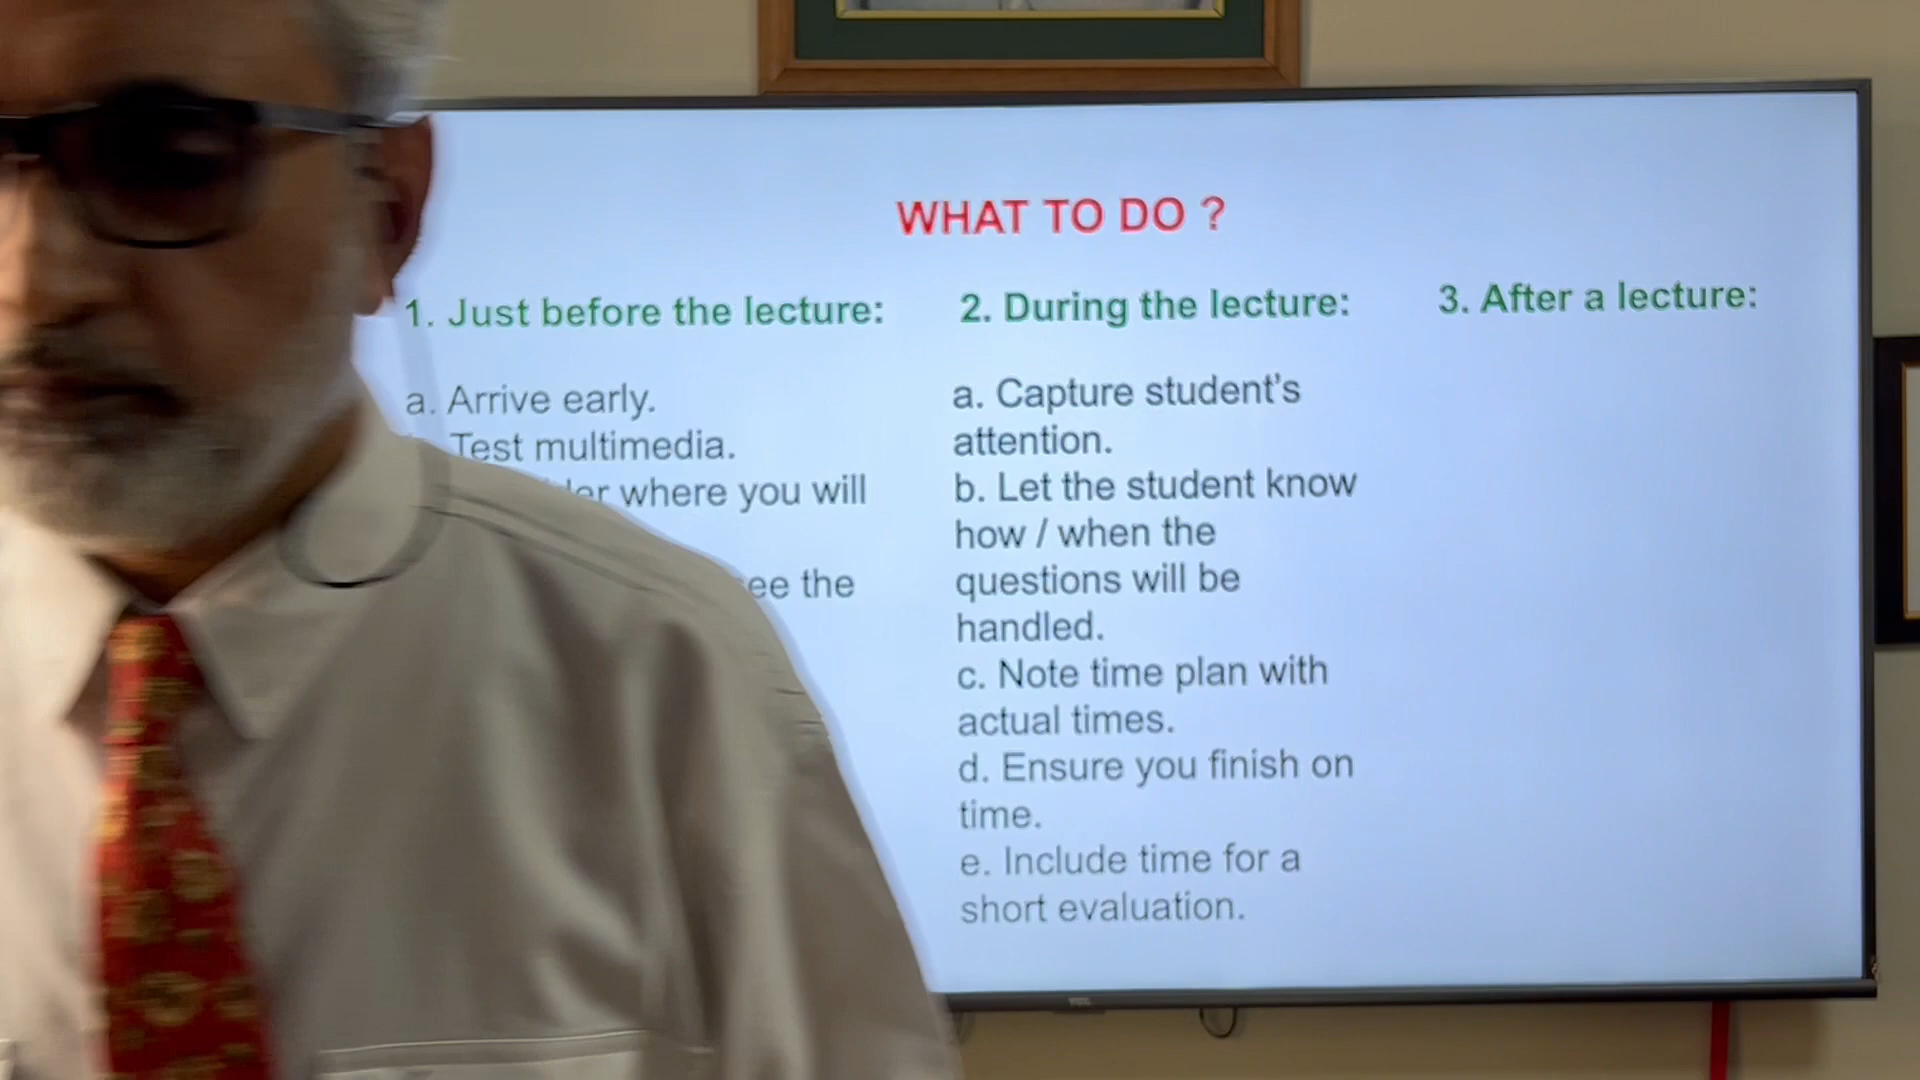 WHAT TO DO ?
1. Just before the lecture:
a. Arrive early.
Test multimedia.
where you will
the
2. During the lecture:
a. Capture student's
attention.
b. Let the student know
how / when the
questions will be
handled.
c. Note time plan with
actual times.
d. Ensure you finish on
time.
e. Include time for a
short evaluation.
3. After a lecture: